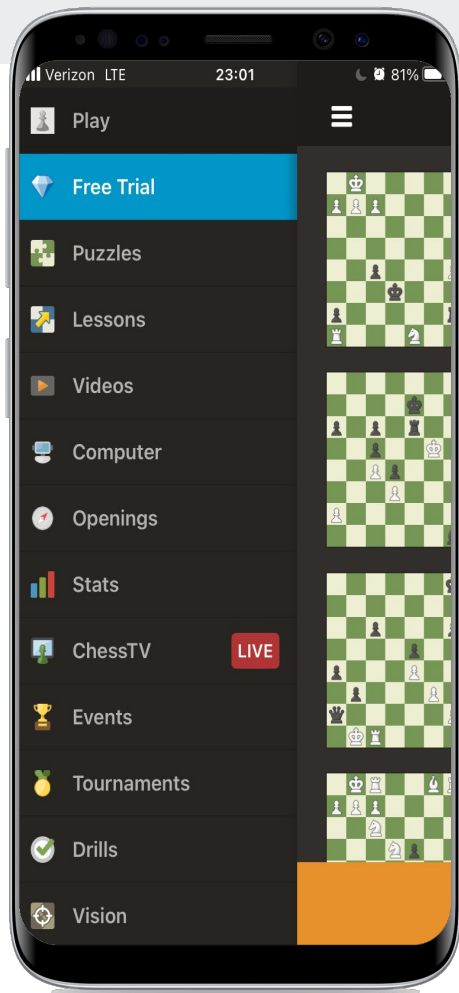 Verizon LTE 23:01 81%
Play
Free Trial
Puzzles
Lessons
Videos
Computer
Openings
Stats
ChessTV LIVE
Events
Tournaments
Drills
Vision